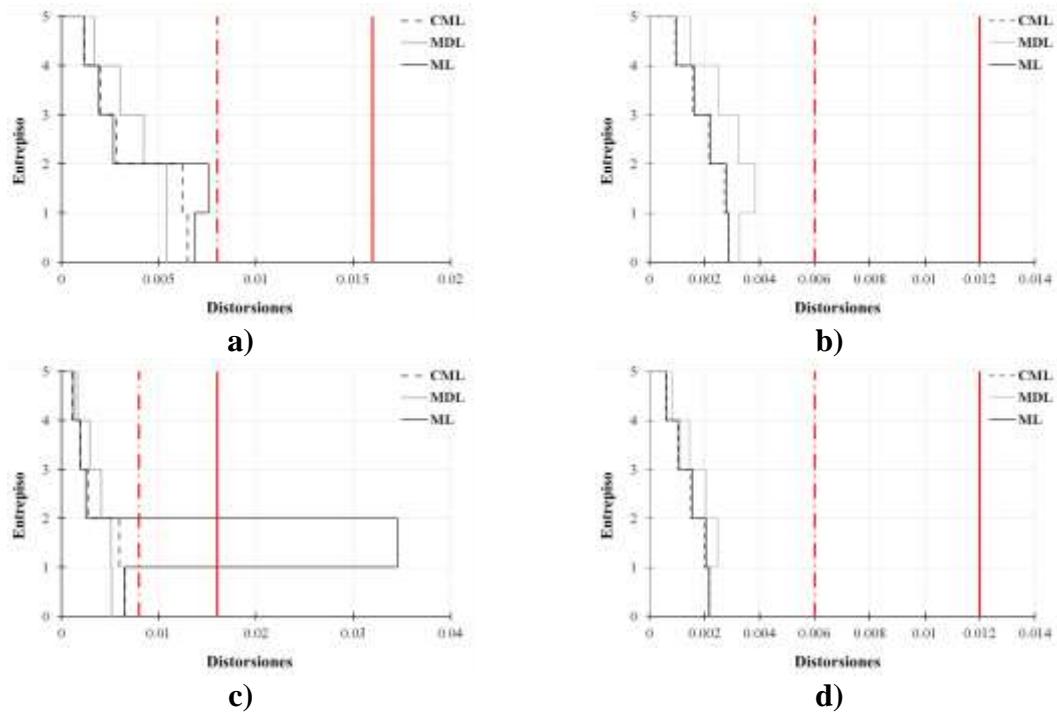 5
4
3
2
1
0
Entrepiso
0
0.005
0.01
0.015
0.02
Distorsiones
CML
MDL
ML
a)
5
4
3
2
1
0
Entrepiso
0
0.002
0.004
0.006
0.008
0.01
0.012
0.014
Distorsiones
CML
MDL
ML
b)
5
4
3
2
1
0
Entrepiso
0
0.01
0.02
0.03
0.04
Distorsiones
CML
MDL
ML
c)
5
4
3
2
1
0
Entrepiso
0
0.002
0.004
0.006
0.008
0.01
0.012
0.014
Distorsiones
CML
MDL
ML
d)